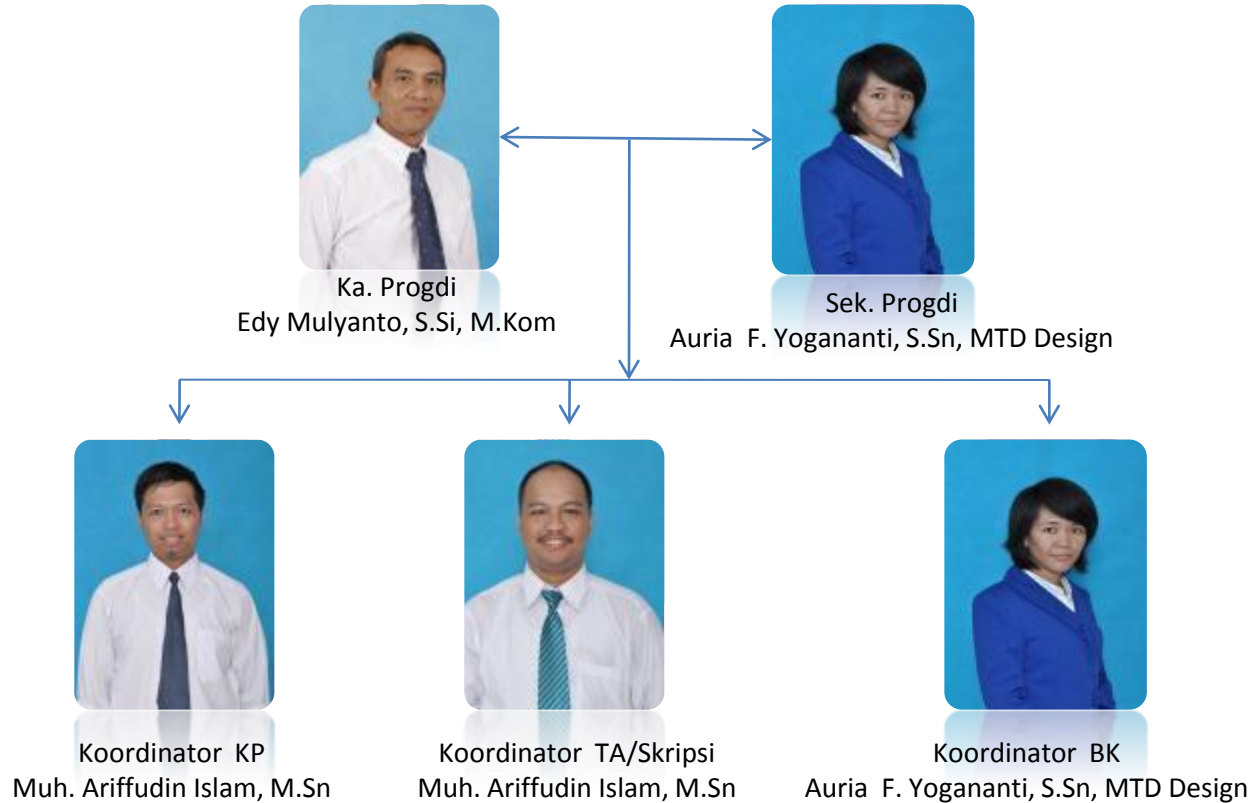 Ka. Progdi
Edy Mulyanto, S.Si, M.Kom
Sek. Progdi
Auria F. Yogananti, S.Sn, MTD Design
Koordinator KP
Muh. Ariffudin Islam, M.Sn
Koordinator TA/Skripsi
Muh. Ariffudin Islam, M.Sn
Koordinator BK
Auria F. Yogananti, S.Sn, MTD Design